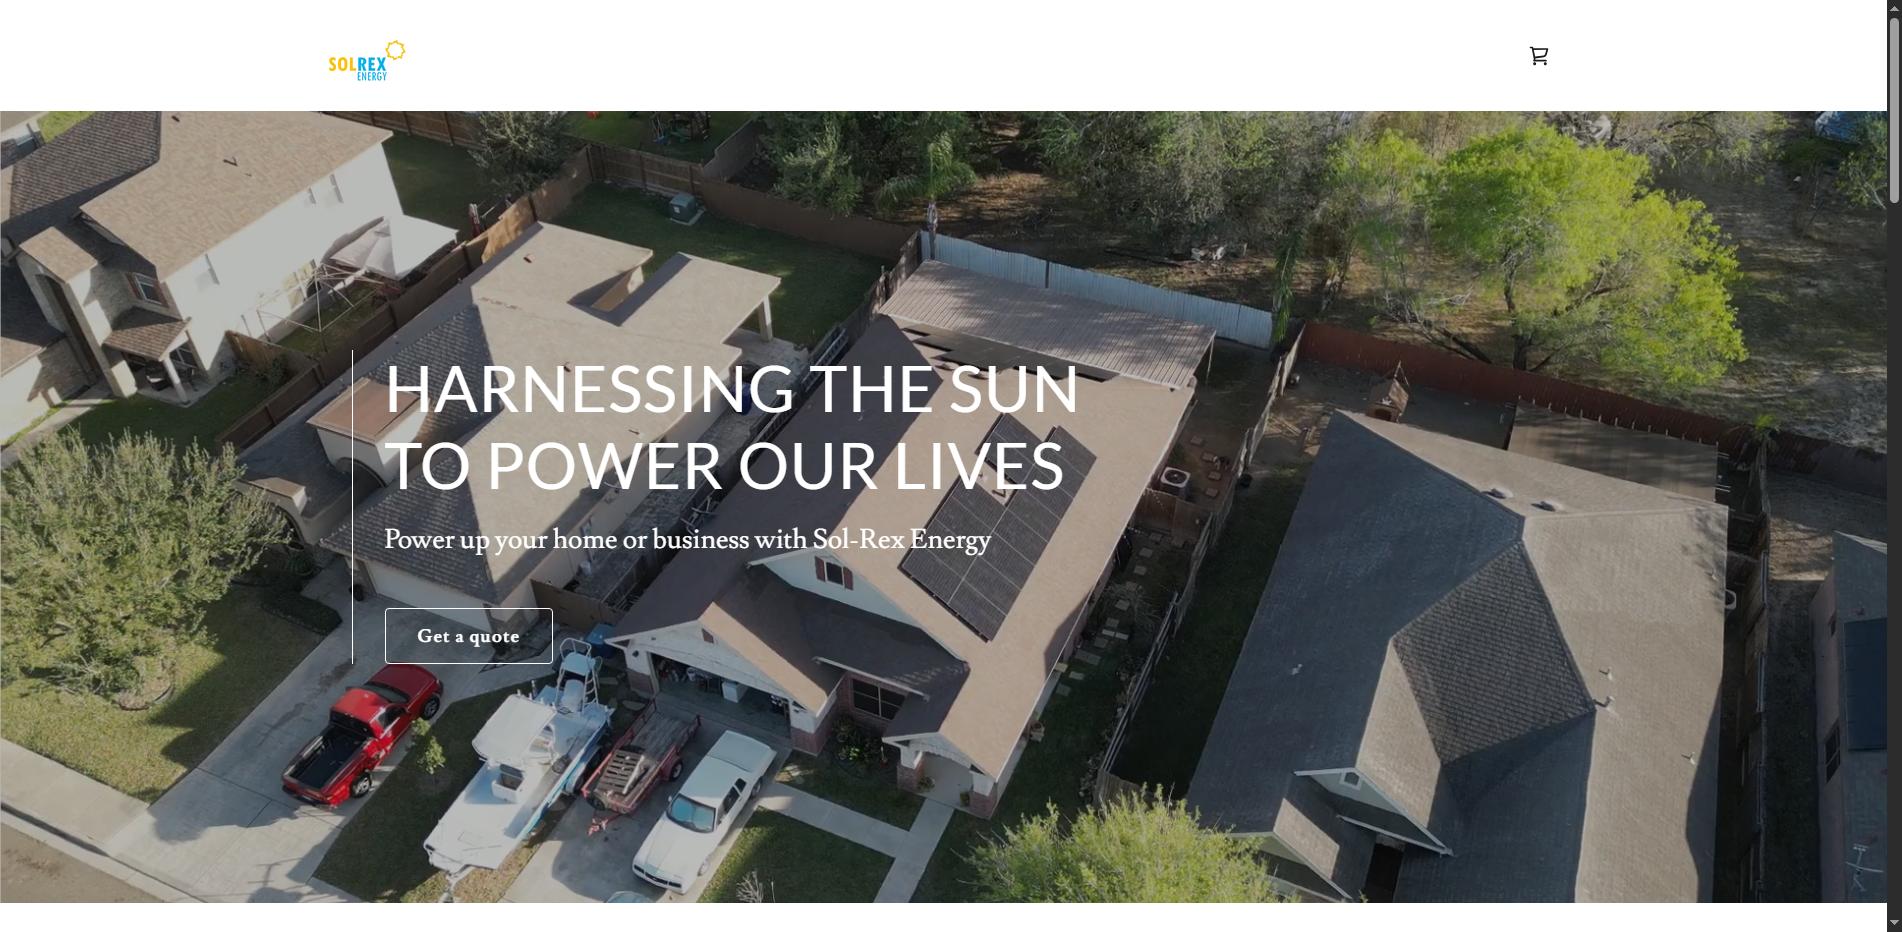 SOLREX
ENERGY
HARNESSING THE SUN
TO POWER OUR LIVES
Power up your home or business with Sol-Rex Energy
Get a quote